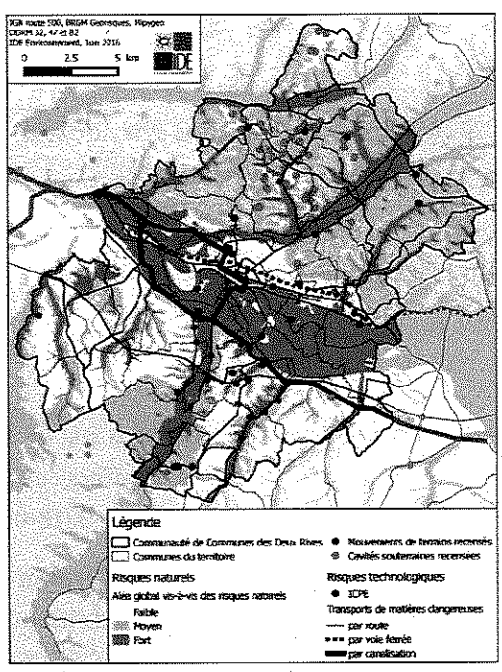 IGN route 500, BRGM Georisques, Mipygeo
DDRM 32, 47 et 82
IDE Environnement, Juin 2016
0 2.5 5 km
IDE
Légende
Communauté de Communes des Deux Rives
Communes du territoire
Risques naturels
Aléa global vis-à-vis des risques naturels
Faible
Moyen
Fort
Mouvements de terrains recensés
Cavités souterraines recensées
Risques technologiques
ICPE
Transports de matières dangereuses
par route
par voie ferrée
par canalisation